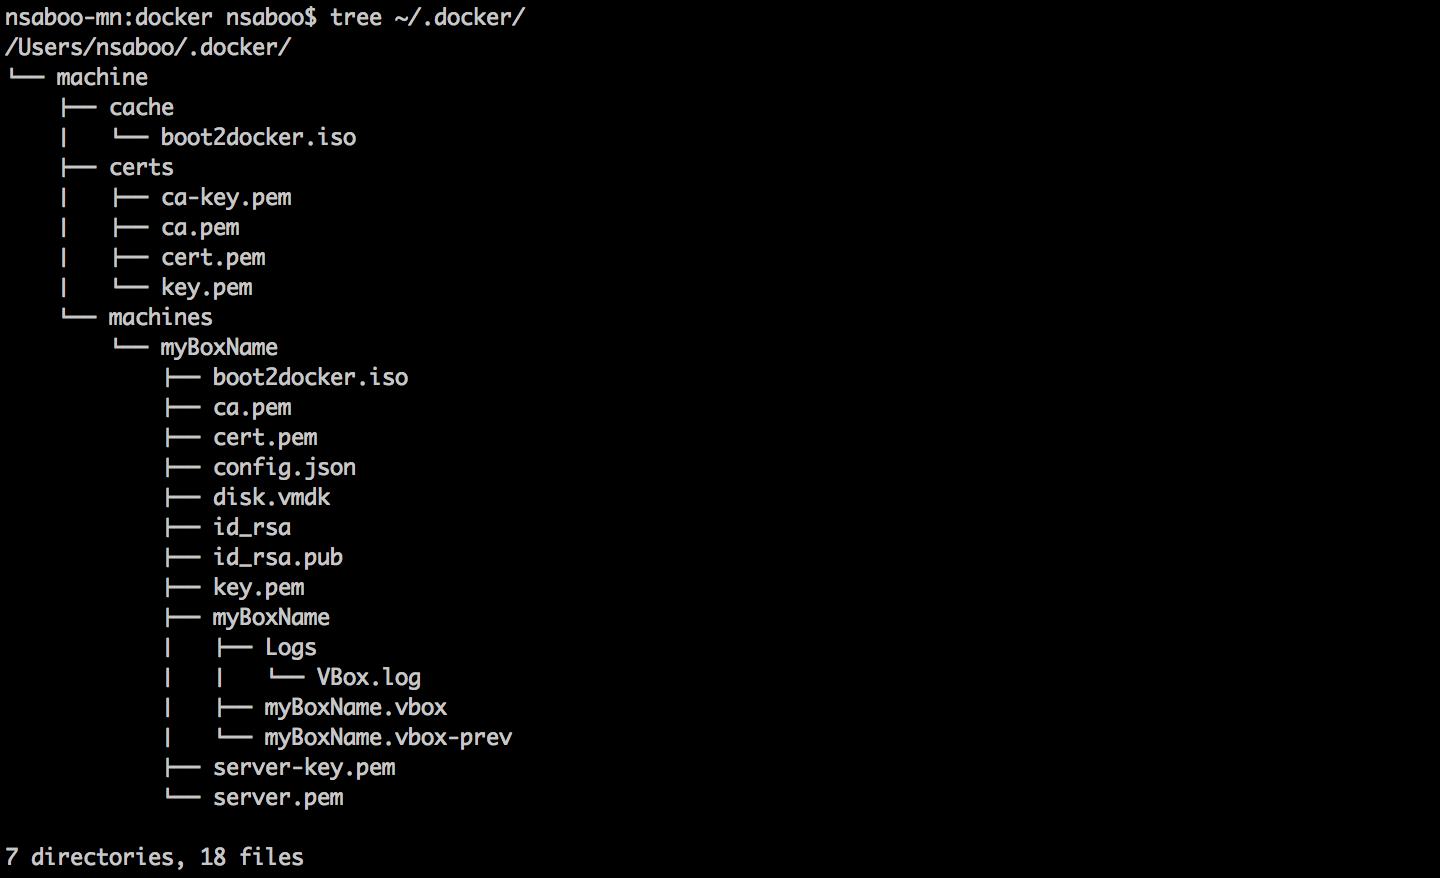 nsaboo-mn:docker nsaboo$ tree ~/.docker/
/Users/nsaboo/.docker/
└── machine
    ├── cache
    |   └── boot2docker.iso
    ├── certs
    |   ├── ca-key.pem
    |   ├── ca.pem
    |   ├── cert.pem
    |   └── key.pem
    └── machines
        └── myBoxName
            ├── boot2docker.iso
            ├── ca.pem
            ├── cert.pem
            ├── config.json
            ├── disk.vmdk
            ├── id_rsa
            ├── id_rsa.pub
            ├── key.pem
            ├── myBoxName
            |   ├── Logs
            |   |   └── VBox.log
            |   ├── myBoxName.vbox
            |   └── myBoxName.vbox-prev
            ├── server-key.pem
            └── server.pem

7 directories, 18 files